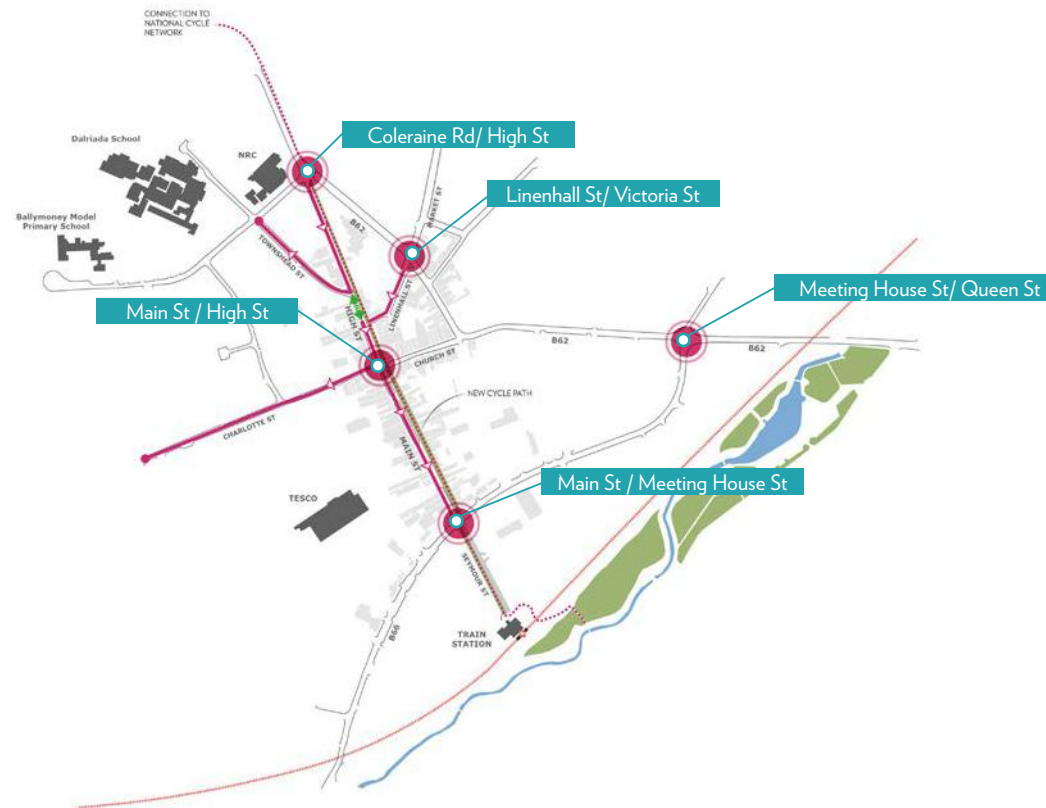 CONNECTION TO
NATIONAL CYCLE
NETWORK
Coleraine Rd/ High St
Dalriada School
NRC
Linenhall St/ Victoria St
MARKET ST
Ballymoney Model
Primary School
B62
TOWNSHEAD ST
LINENHALL ST
Meeting House St/ Queen St
Main St / High St
HIGH ST
B62
B62
CHURCH ST
NEW CYCLE PATH
CHARLOTTE ST
MAIN ST
Main St / Meeting House St
TESCO
SEYMOUR ST
B66
TRAIN
STATION